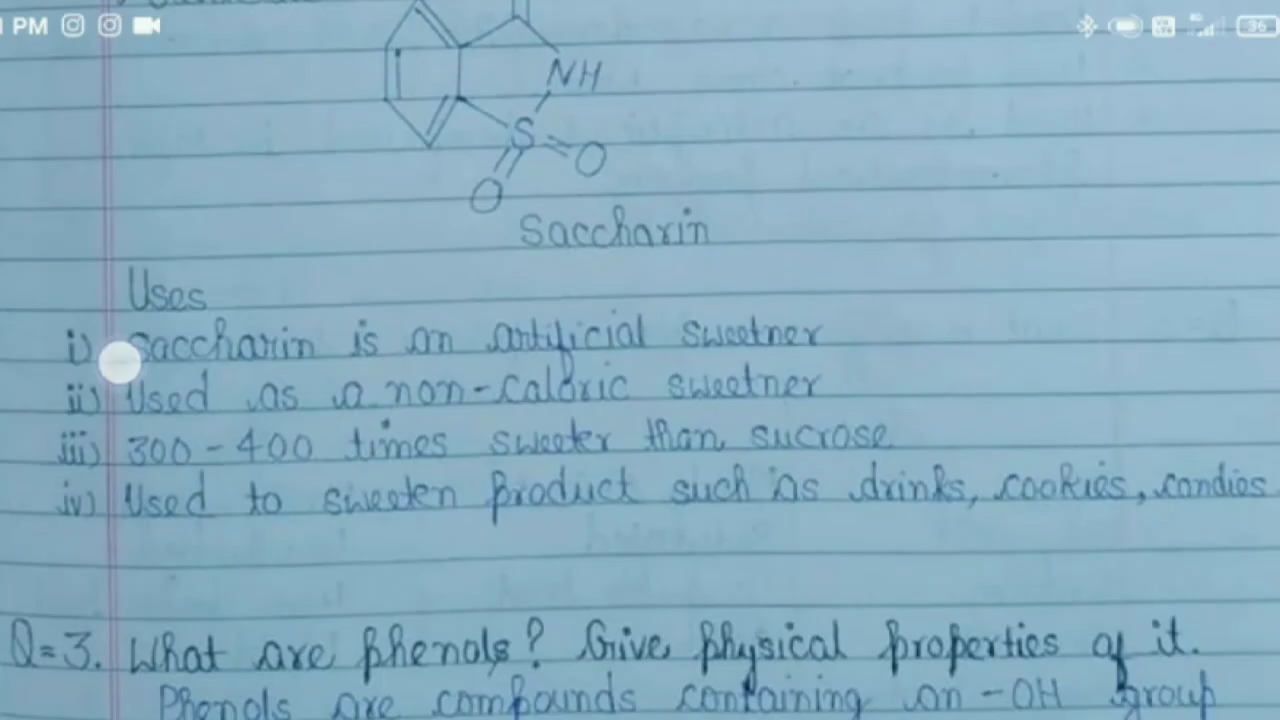 PM
36
NH
S
O
O
Saccharin
Uses
i) Saccharin is an artificial sweetner
ii) Used as a non-caloric sweetner
iii) 300-400 times sweeter than sucrose
iv) Used to sweeten product such as drinks, cookies, candies
Q=3. What are phenols? Give physical properties of it.
Phenols are compounds containing an -OH group